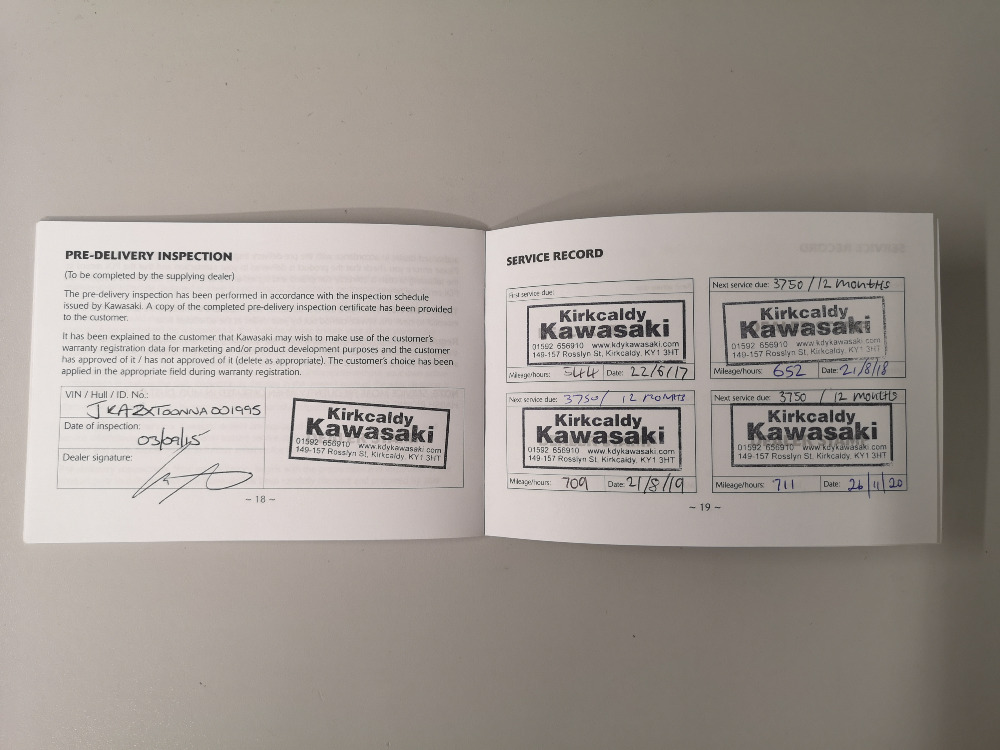 PRE-DELIVERY INSPECTION
(To be completed by the supplying dealer)
The pre-delivery inspection has been performed in accordance with the inspection schedule
issued by Kawasaki. A copy of the completed pre-delivery inspection certificate has been provided
to the customer.
It has been explained to the customer that Kawasaki may wish to make use of the customer's
warranty registration data for marketing and/or product development purposes and the customer
has approved of it / has not approved of it (delete as appropriate). The customer's choice has been
applied in the appropriate field during warranty registration.
VIN / Hull / ID. No.:
JKAZXT00NNA001995
Date of inspection:
03/09/15
Dealer signature:
Kirkcaldy
Kawasaki
01592 656910 www.kdykawasaki.com
149-157 Rosslyn St, Kirkcaldy, KY1 3HT
~ 18 ~
SERVICE RECORD
First service due:
Kirkcaldy
Kawasaki
01592 656910 www.kdykawasaki.com
149-157 Rosslyn St, Kirkcaldy, KY1 3HT
Mileage/hours: 544 Date: 22/6/17
Next service due: 3750 / 12 months
Kirkcaldy
Kawasaki
01592 656910 www.kdykawasaki.com
149-157 Rosslyn St, Kirkcaldy, KY1 3HT
Mileage/hours: 652 Date: 21/8/18
Next service due: 3750/ 12 months
Kirkcaldy
Kawasaki
01592 656910 www.kdykawasaki.com
149-157 Rosslyn St, Kirkcaldy, KY1 3HT
Mileage/hours: 709 Date: 21/8/19
Next service due: 3750 / 12 months
Kirkcaldy
Kawasaki
01592 656910 www.kdykawasaki.com
149-157 Rosslyn St, Kirkcaldy, KY1 3HT
Mileage/hours: 711 Date: 26/11/20
~ 19 ~